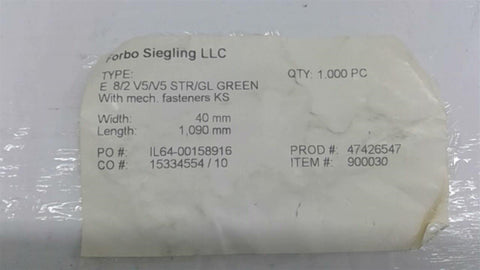 Forbo Siegling LLC
TYPE: QTY: 1.000 PC
E 8/2 V5/V5 STR/GL GREEN
With mech. fasteners KS
Width: 40 mm
Length: 1,090 mm
PO #: IL64-00158916 PROD #: 47426547
CO #: 15334554 / 10 ITEM #: 900030